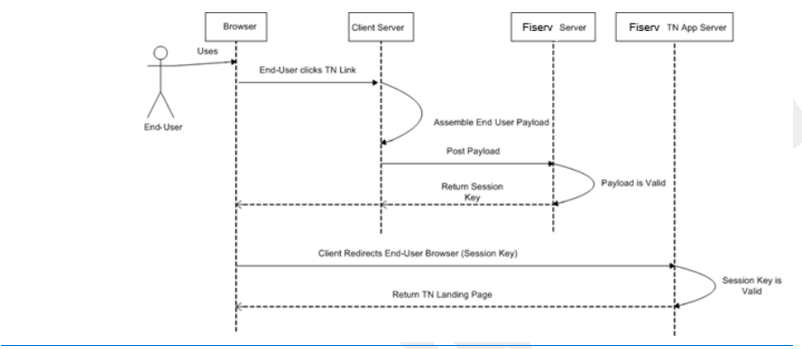 Browser
Client Server
Fiserv Server
Fiserv TN App Server
Uses
End-User clicks TN Link
End-User
Assemble End User Payload
Post Payload
Payload is Valid
Return Session
Key
Client Redirects End-User Browser (Session Key)
Session Key is
Valid
Return TN Landing Page